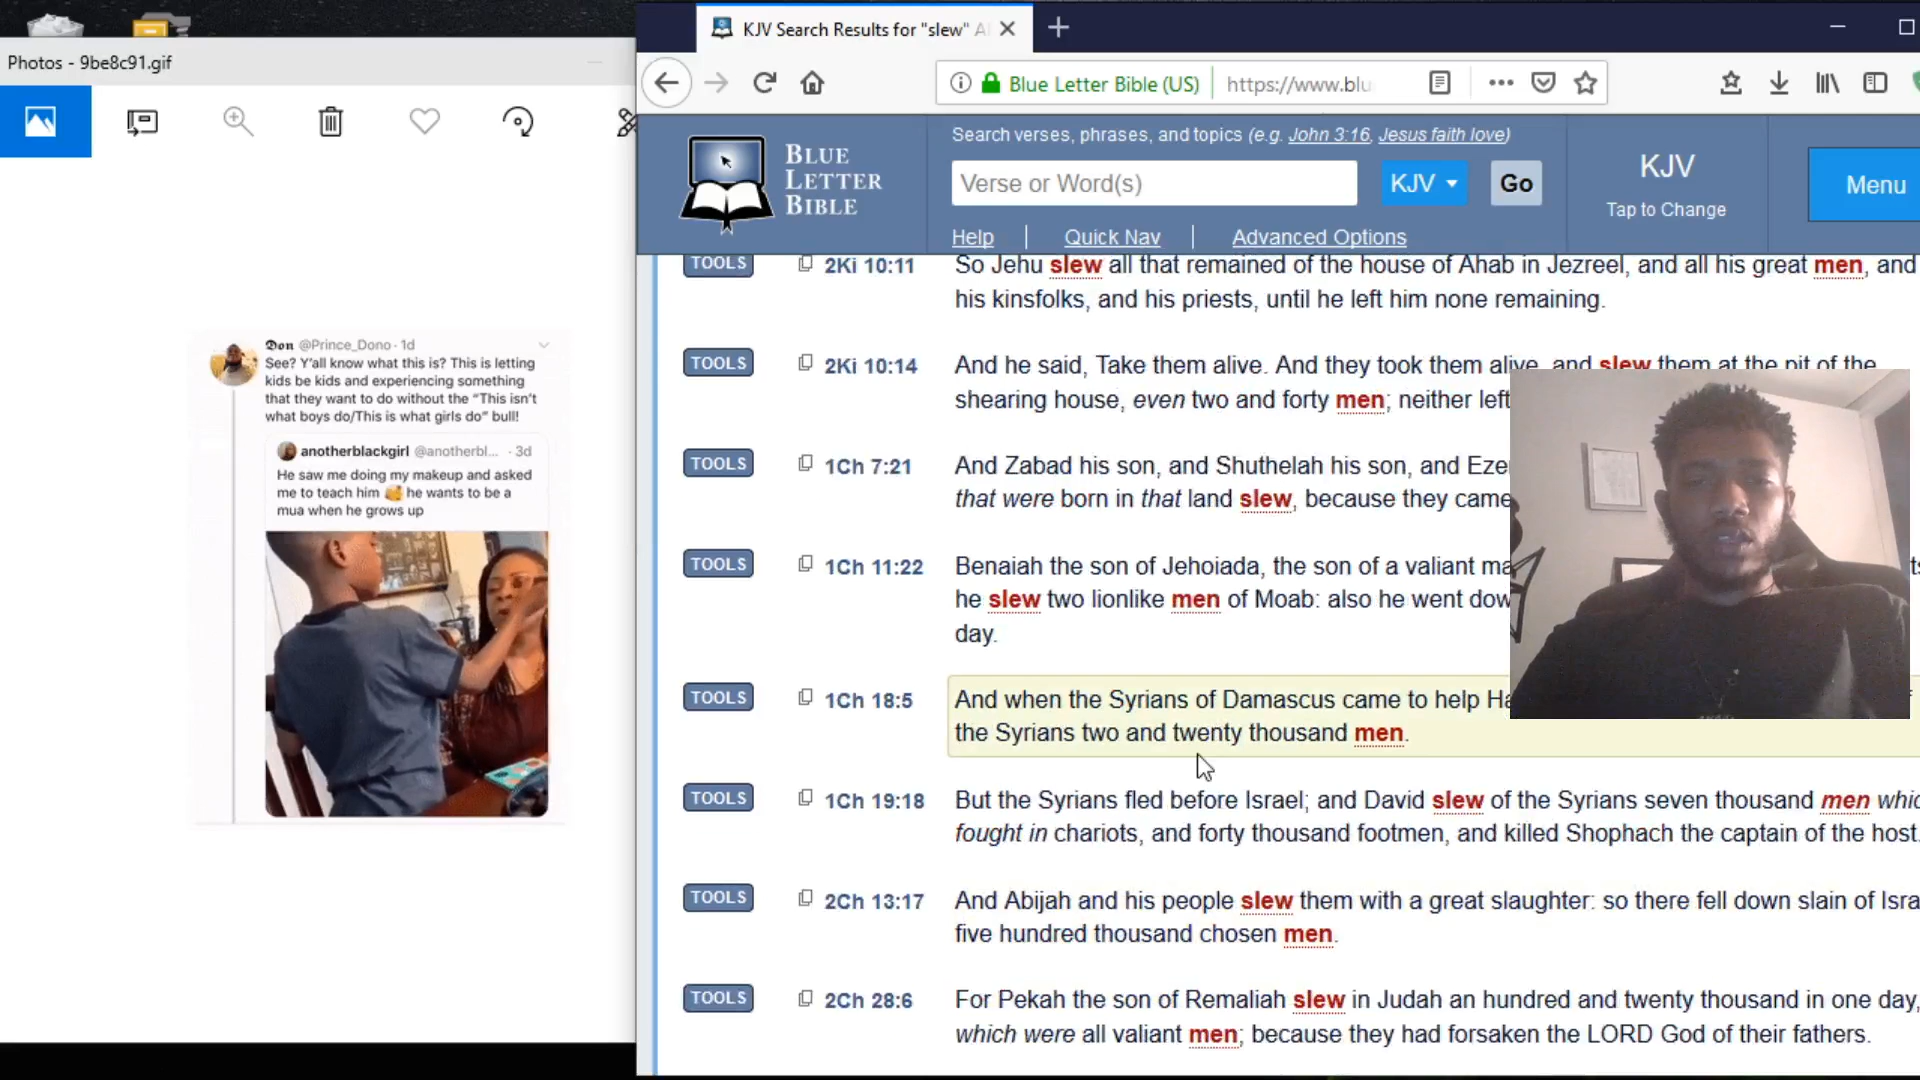 Photos - 9be8c91.gif
Don @Prince_Dono · 1d
See? Y'all know what this is? This is letting
kids be kids and experiencing something
that they want to do without the "This isn't
what boys do/This is what girls do" bull!
anotherblackgirl @anotherbl... · 3d
He saw me doing my makeup and asked
me to teach him 🥰 he wants to be a
mua when he grows up
KJV Search Results for "slew" A
Blue Letter Bible (US)
https://www.blu
BLUE
LETTER
BIBLE
Search verses, phrases, and topics (e.g. John 3:16, Jesus faith love)
Verse or Word(s)
KJV
Go
Help
Quick Nav
Advanced Options
KJV
Tap to Change
Menu
TOOLS 2Ki 10:11 So Jehu slew all that remained of the house of Ahab in Jezreel, and all his great men, and
his kinsfolks, and his priests, until he left him none remaining.
TOOLS 2Ki 10:14 And he said, Take them alive. And they took them alive, and slew them at the pit of the
shearing house, even two and forty men; neither left
TOOLS 1Ch 7:21 And Zabad his son, and Shuthelah his son, and Ezer
that were born in that land slew, because they came
TOOLS 1Ch 11:22 Benaiah the son of Jehoiada, the son of a valiant
he slew two lionlike men of Moab: also he went dow
day.
TOOLS 1Ch 18:5 And when the Syrians of Damascus came to help Ha
the Syrians two and twenty thousand men.
TOOLS 1Ch 19:18 But the Syrians fled before Israel; and David slew of the Syrians seven thousand men whic
fought in chariots, and forty thousand footmen, and killed Shophach the captain of the host.
TOOLS 2Ch 13:17 And Abijah and his people slew them with a great slaughter: so there fell down slain of Isra
five hundred thousand chosen men.
TOOLS 2Ch 28:6 For Pekah the son of Remaliah slew in Judah an hundred and twenty thousand in one day,
which were all valiant men; because they had forsaken the LORD God of their fathers.